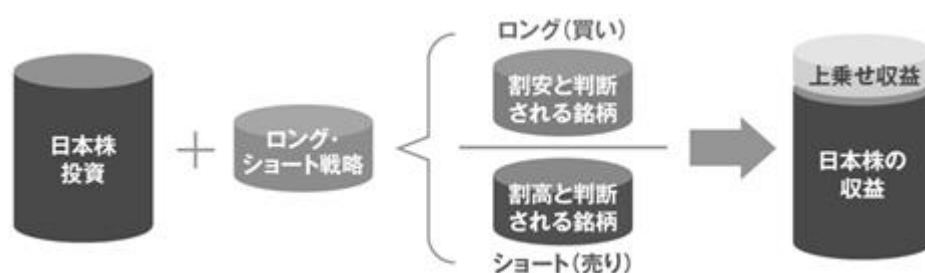 日本株
投資
＋
ロング・
ショート戦略
ロング（買い）
割安と判断
される銘柄
割高と判断
される銘柄
ショート（売り）
上乗せ収益
日本株の
収益